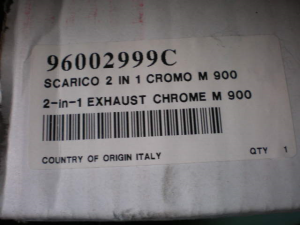 96002999C
SCARICO 2 IN 1 CROMO M 900
2-in-1 EXHAUST CHROME M 900
COUNTRY OF ORIGIN ITALY QTY 1